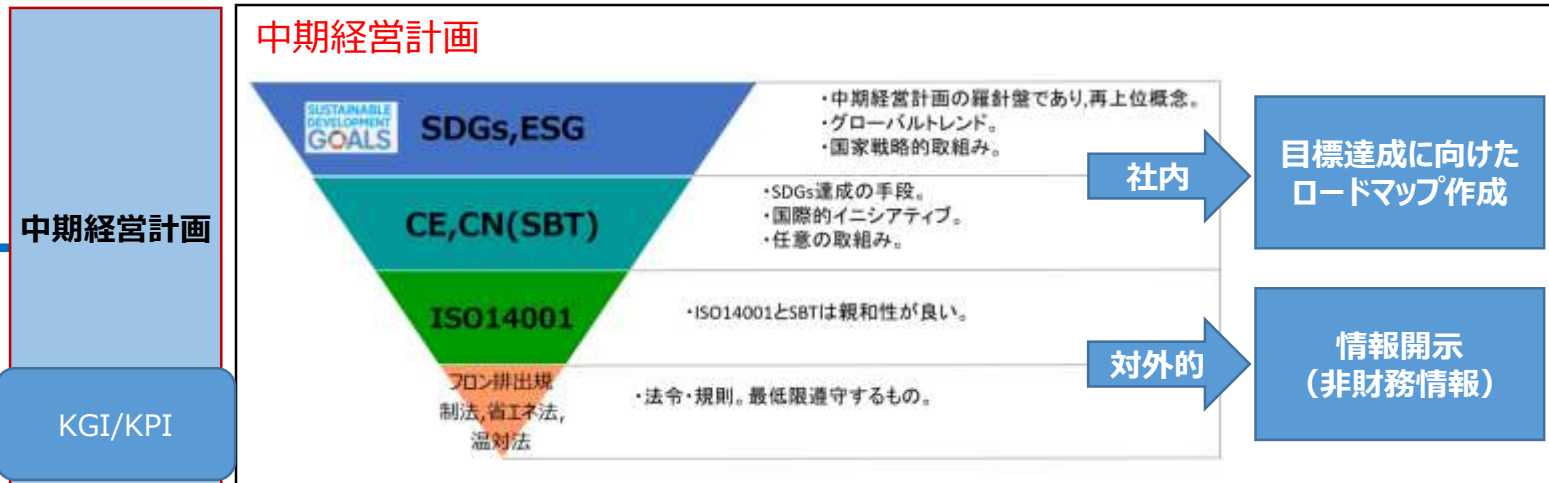 中期経営計画
KGI/KPI
中期経営計画
SUSTAINABLE
DEVELOPMENT
GOALS
SDGs,ESG
・中期経営計画の羅針盤であり,再上位概念。
・グローバルトレンド。
・国家戦略的取組み。
CE,CN(SBT)
・SDGs達成の手段。
・国際的イニシアティブ。
・任意の取組み。
ISO14001
・ISO14001とSBTは親和性が良い。
フロン排出規
制法,省エネ法,
温対法
・法令・規則。最低限遵守するもの。
社内
目標達成に向けた
ロードマップ作成
対外的
情報開示
（非財務情報）